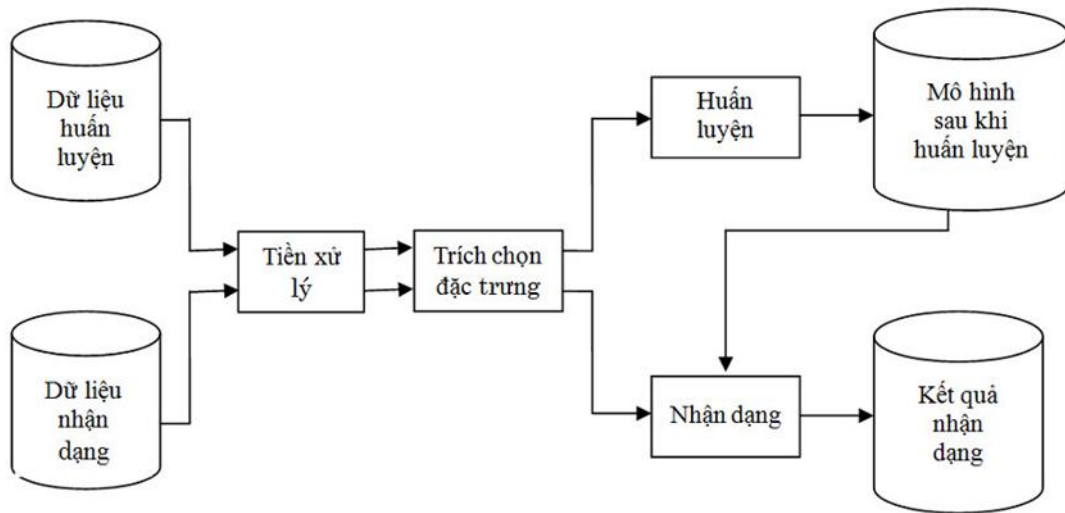 Dữ liệu
huấn
luyện
Tiền xử
lý
Trích chọn
đặc trưng
Huấn
luyện
Mô hình
sau khi
huấn luyện
Dữ liệu
nhận
dạng
Nhận dạng
Kết quả
nhận
dạng